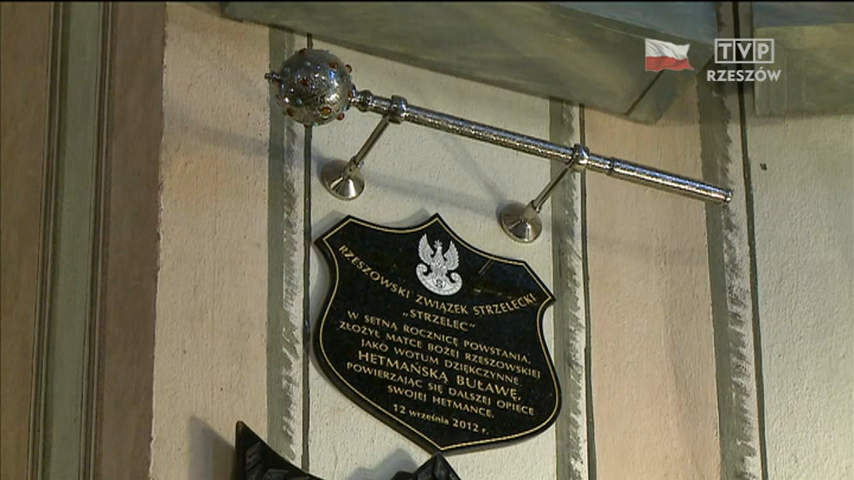 TVP
RZESZÓW
S
RZESZOWSKI ZWIĄZEK STRZELECKI
„STRZELEC”
W SETNĄ ROCZNICĘ POWSTANIA,
ZŁOŻYŁ MATCE BOŻEJ RZESZOWSKIEJ
JAKO WOTUM DZIĘKCZYNNE
HETMAŃSKĄ BUŁAWĘ,
POWIERZAJĄC SIĘ DALSZEJ OPIECE
SWOJEJ HETMANCE.
12 września 2012 r.